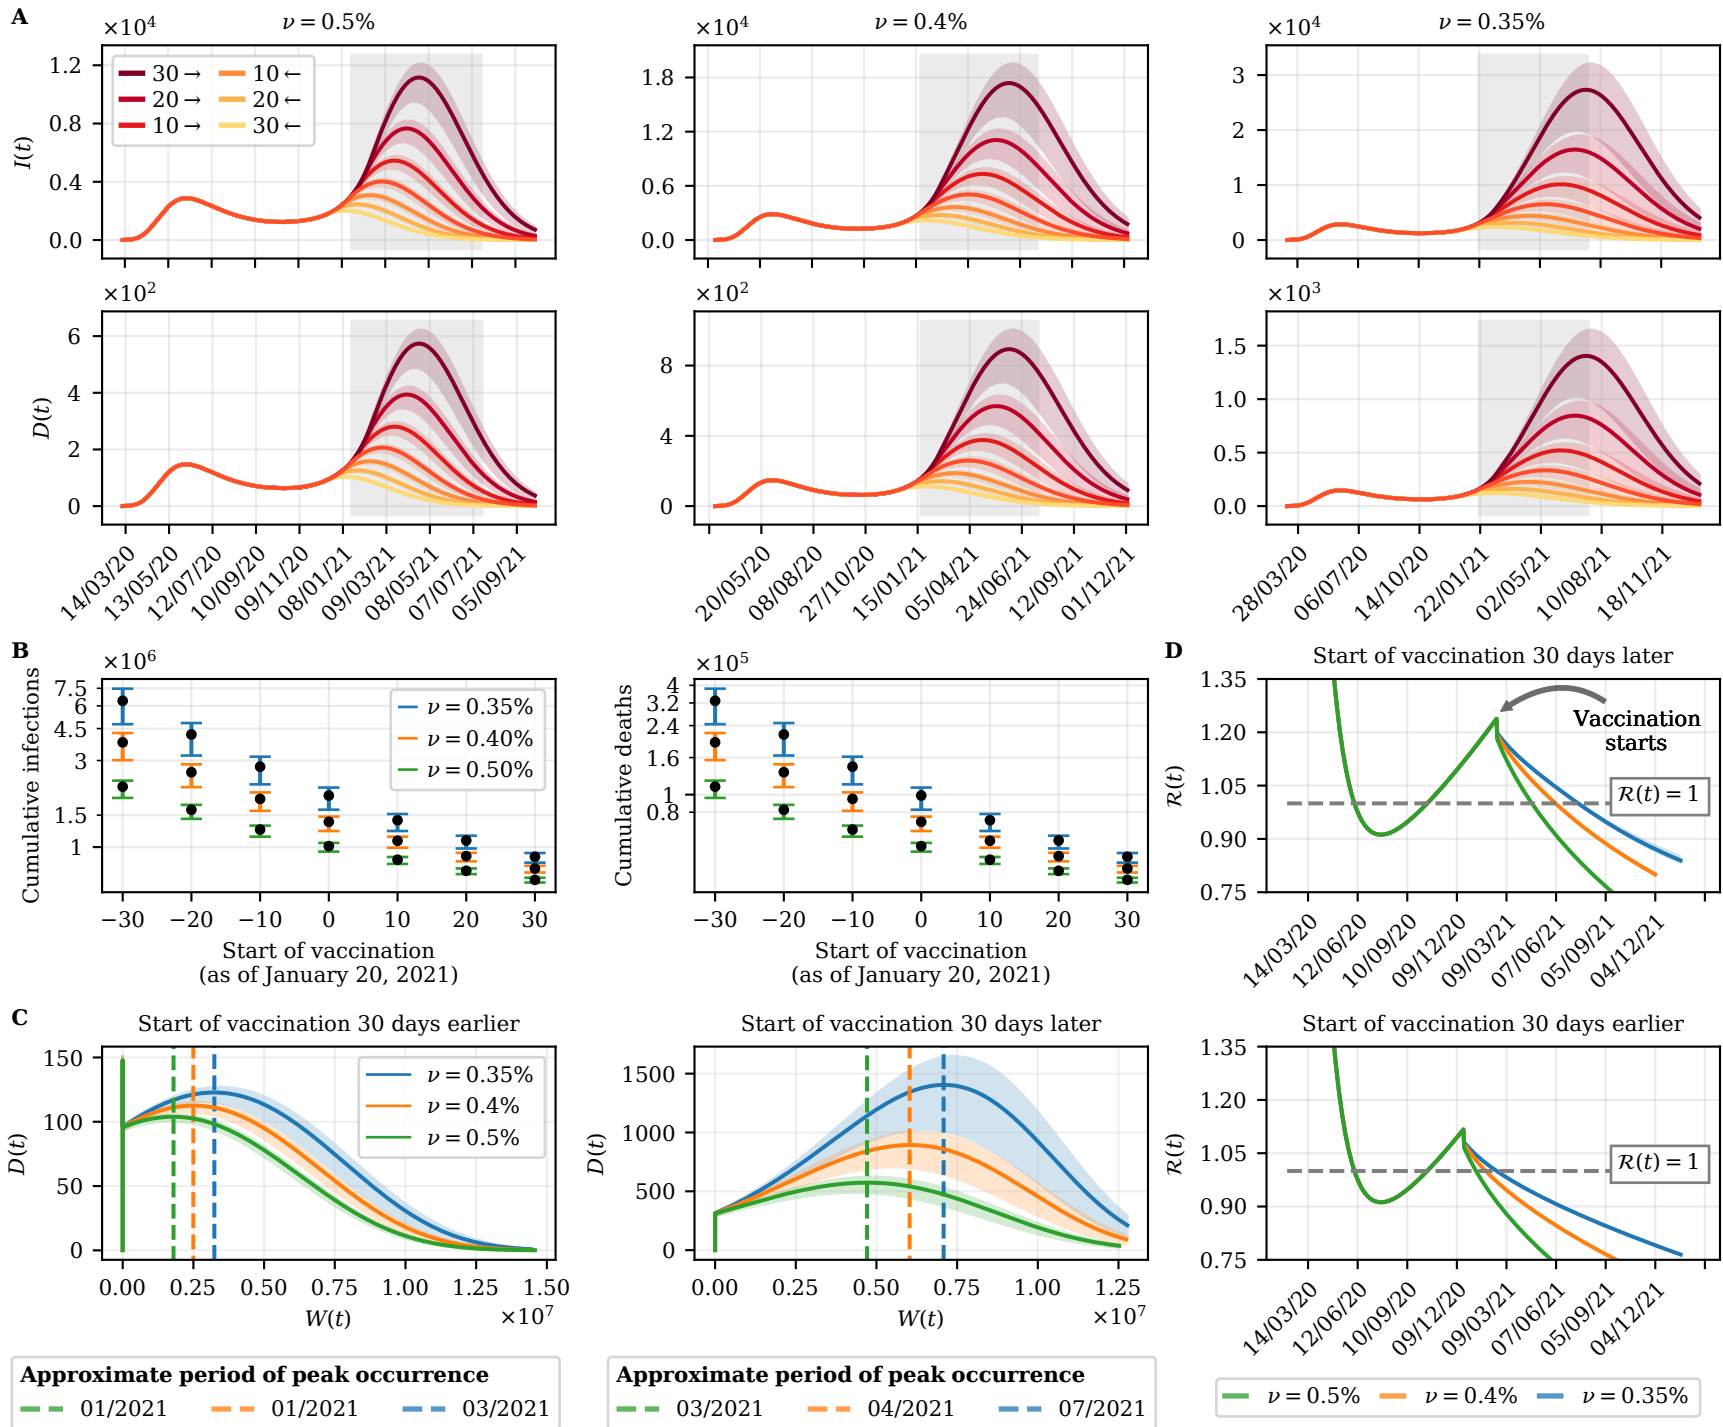 A
×10⁴ ν = 0.5% ×10⁴ ν = 0.4% ×10⁴ ν = 0.35%
30 → 10 ←
20 → 20 ←
10 → 30 ←
I(t)
1.2
0.8
0.4
0.0
1.8
1.2
0.6
0
3
2
1
0
×10² ×10² ×10³
D(t)
6
4
2
0
8
4
0
1.5
1.0
0.5
0.0
14/03/20 13/05/20 12/07/20 10/09/20 09/11/20 08/01/21 09/03/21 08/05/21 07/07/21 05/09/21
20/05/20 08/08/20 27/10/20 15/01/21 05/04/21 24/06/21 12/09/21 01/12/21
28/03/20 06/07/20 14/10/20 22/01/21 02/05/21 10/08/21 18/11/21
B
×10⁶
Cumulative infections
7.5
6
4.5
3
1.5
1
ν = 0.35%
ν = 0.40%
ν = 0.50%
−30 −20 −10 0 10 20 30
Start of vaccination
(as of January 20, 2021)
×10⁵
Cumulative deaths
4
3.2
2.4
1.6
1
0.8
−30 −20 −10 0 10 20 30
Start of vaccination
(as of January 20, 2021)
D
Start of vaccination 30 days later
ℛ(t)
1.35
1.20
1.05
0.90
0.75
Vaccination
starts
ℛ(t) = 1
14/03/20 12/06/20 10/09/20 09/12/20 09/03/21 07/06/21 05/09/21 04/12/21
C
Start of vaccination 30 days earlier
D(t)
150
100
50
0
ν = 0.35%
ν = 0.4%
ν = 0.5%
0.00 0.25 0.50 0.75 1.00 1.25 1.50
W(t) ×10⁷
Start of vaccination 30 days later
D(t)
1500
1000
500
0
0.00 0.25 0.50 0.75 1.00 1.25
W(t) ×10⁷
Start of vaccination 30 days earlier
ℛ(t)
1.35
1.20
1.05
0.90
0.75
ℛ(t) = 1
14/03/20 12/06/20 10/09/20 09/12/20 09/03/21 07/06/21 05/09/21 04/12/21
Approximate period of peak occurrence
01/2021 01/2021 03/2021
Approximate period of peak occurrence
03/2021 04/2021 07/2021
ν = 0.5% ν = 0.4% ν = 0.35%